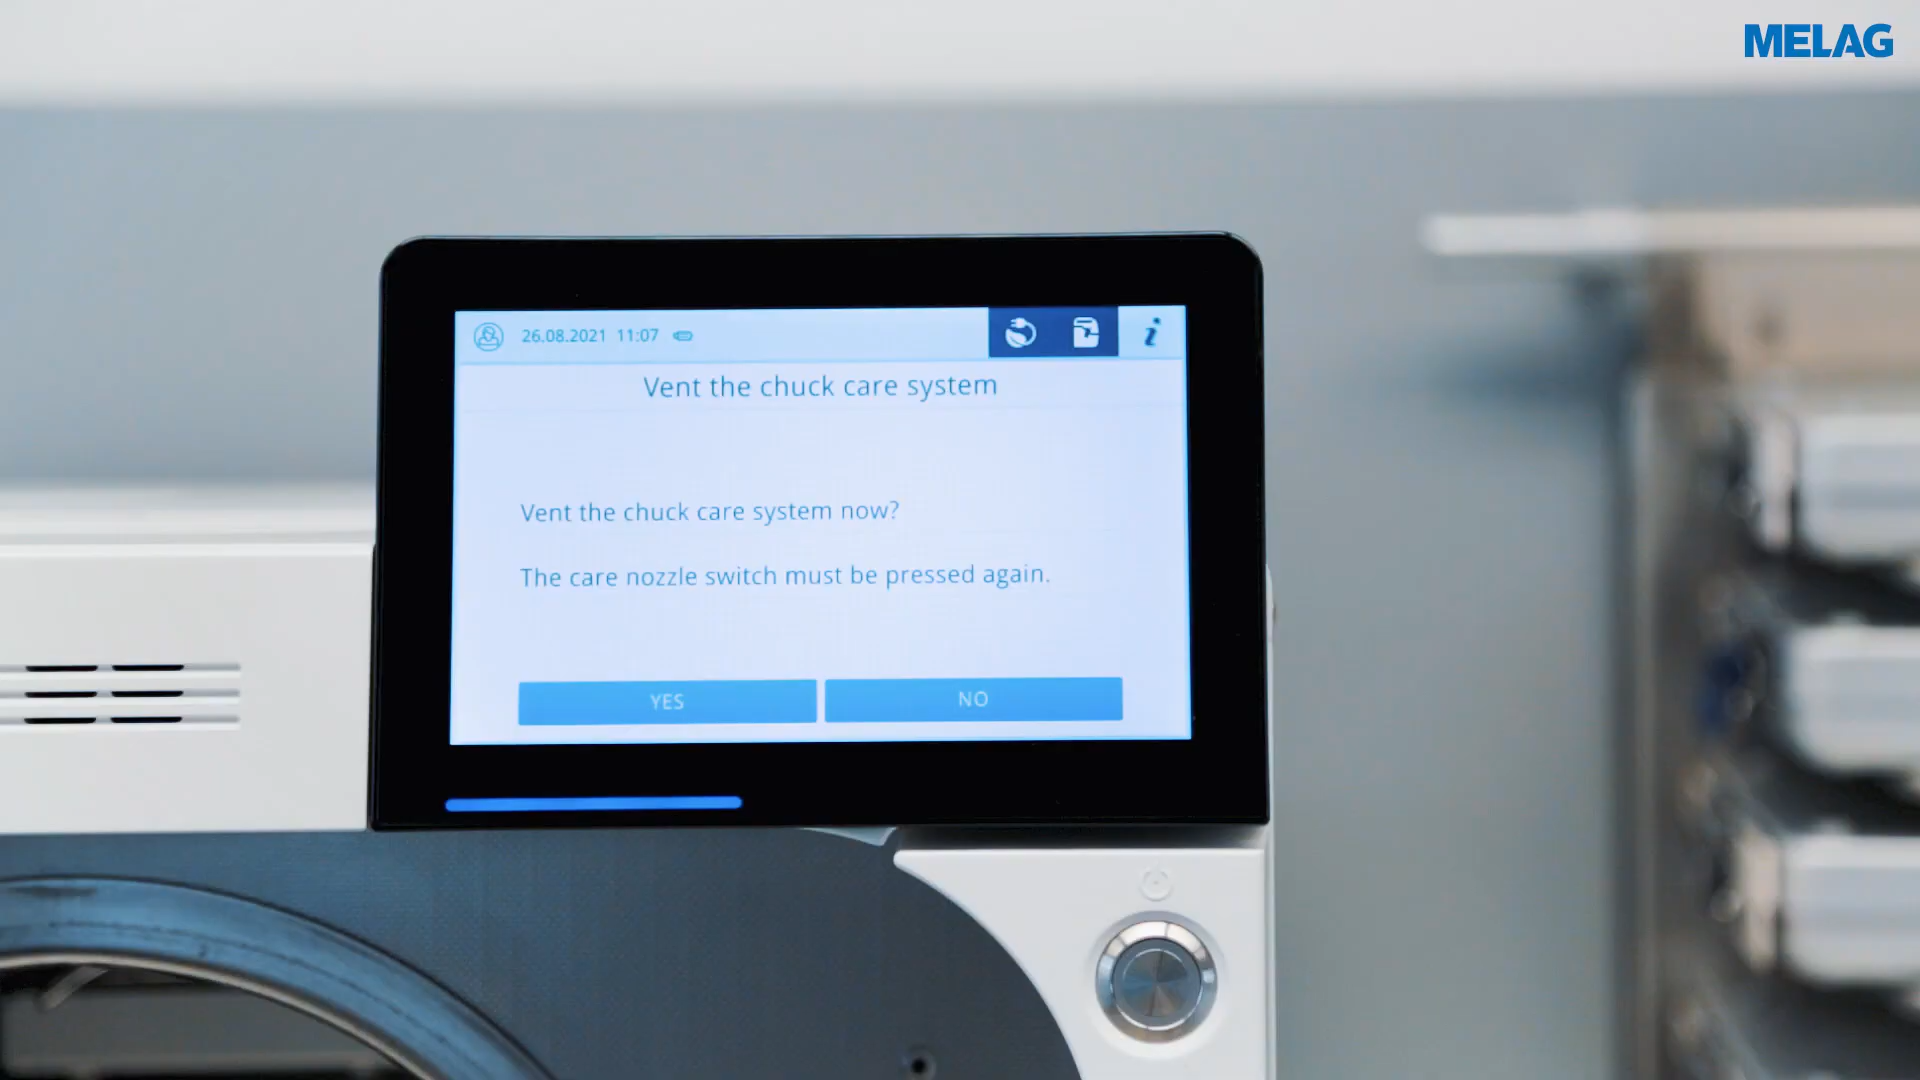 MELAG
26.08.2021 11:07
i
Vent the chuck care system
Vent the chuck care system now?
The care nozzle switch must be pressed again.
YES
NO